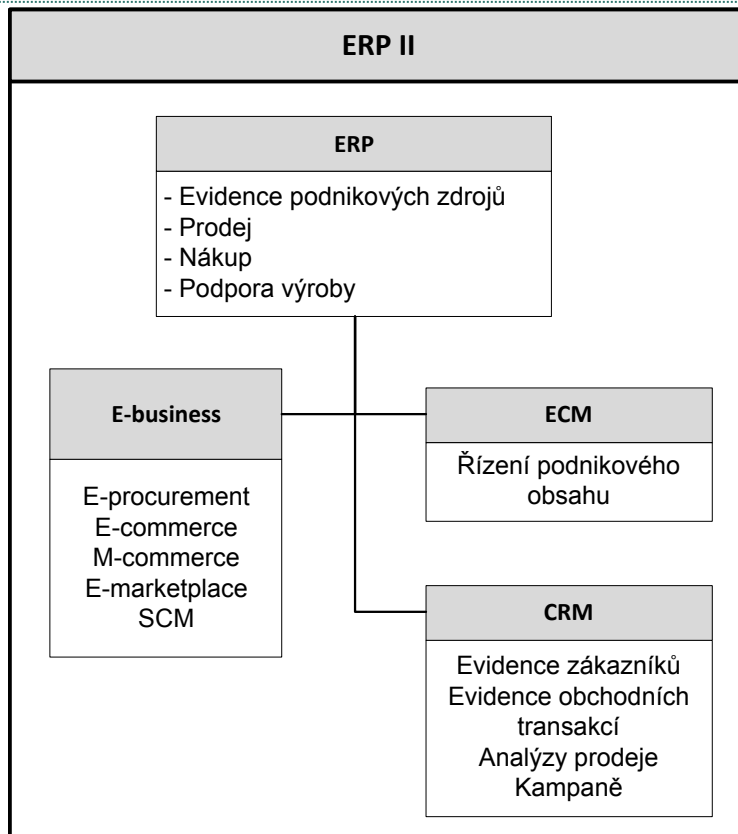 ERP II
ERP
- Evidence podnikových zdrojů
- Prodej
- Nákup
- Podpora výroby
E-business
E-procurement
E-commerce
M-commerce
E-marketplace
SCM
ECM
Řízení podnikového
obsahu
CRM
Evidence zákazníků
Evidence obchodních
transakcí
Analýzy prodeje
Kampaně